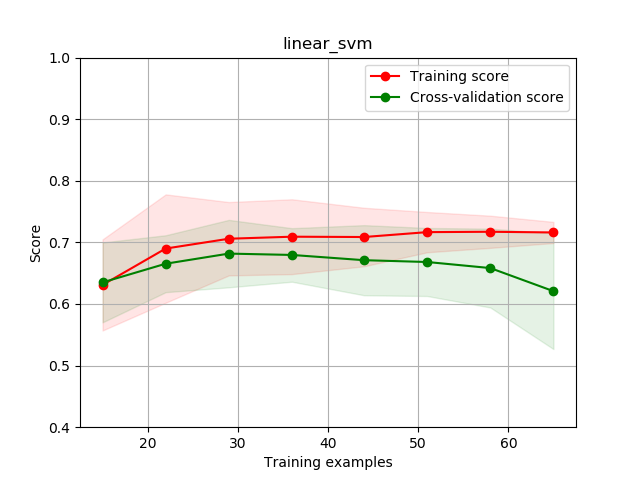 linear_svm
1.0
0.9
0.8
0.7
0.6
0.5
0.4
Score
Training score
Cross-validation score
20 30 40 50 60
Training examples